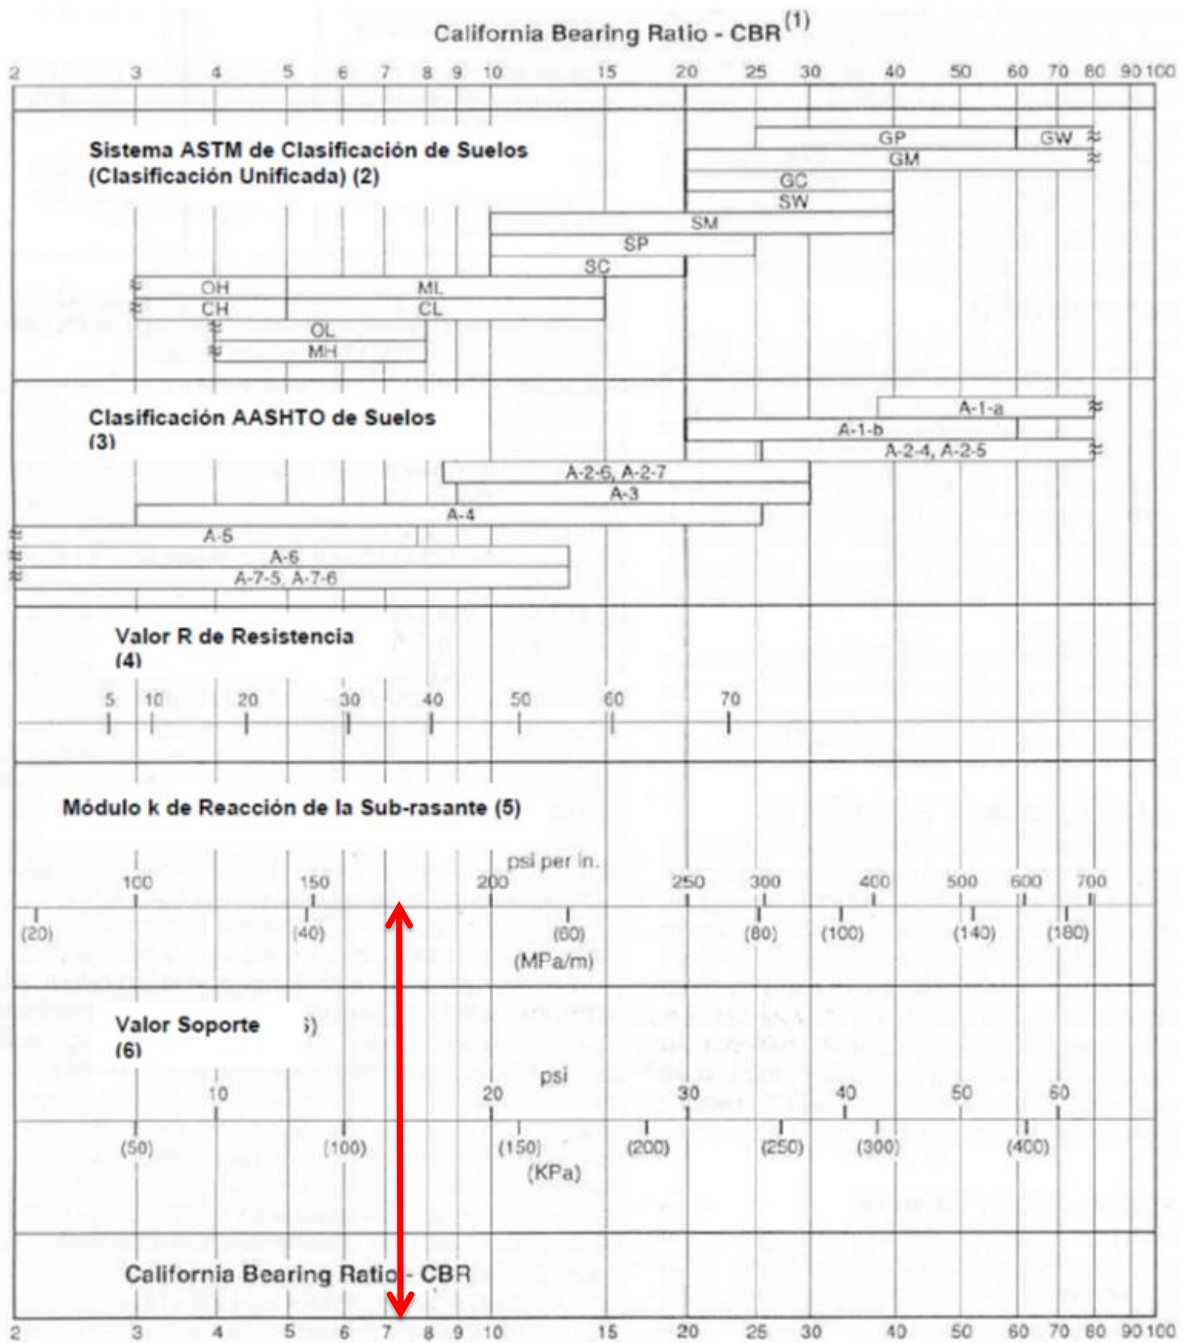 California Bearing Ratio - CBR (1)
2 3 4 5 6 7 8 9 10 15 20 25 30 40 50 60 70 80 90 100
Sistema ASTM de Clasificación de Suelos
(Clasificación Unificada) (2)
GP GW
GM
GC
SW
SM
SP
SC
OH ML
CH CL
OL
MH
Clasificación AASHTO de Suelos
(3)
A-1-a
A-1-b
A-2-4, A-2-5
A-2-6, A-2-7
A-3
A-4
A-5
A-6
A-7-5, A-7-6
Valor R de Resistencia
(4)
5 10 20 30 40 50 60 70
Módulo k de Reacción de la Sub-rasante (5)
psi per in.
100 150 200 250 300 400 500 600 700
(20) (40) (60) (80) (100) (140) (180)
(MPa/m)
Valor Soporte
(6)
psi
10 20 30 40 50 60
(50) (100) (150) (200) (250) (300) (400)
(KPa)
California Bearing Ratio - CBR
2 3 4 5 6 7 8 9 10 15 20 25 30 40 50 60 70 80 90 100